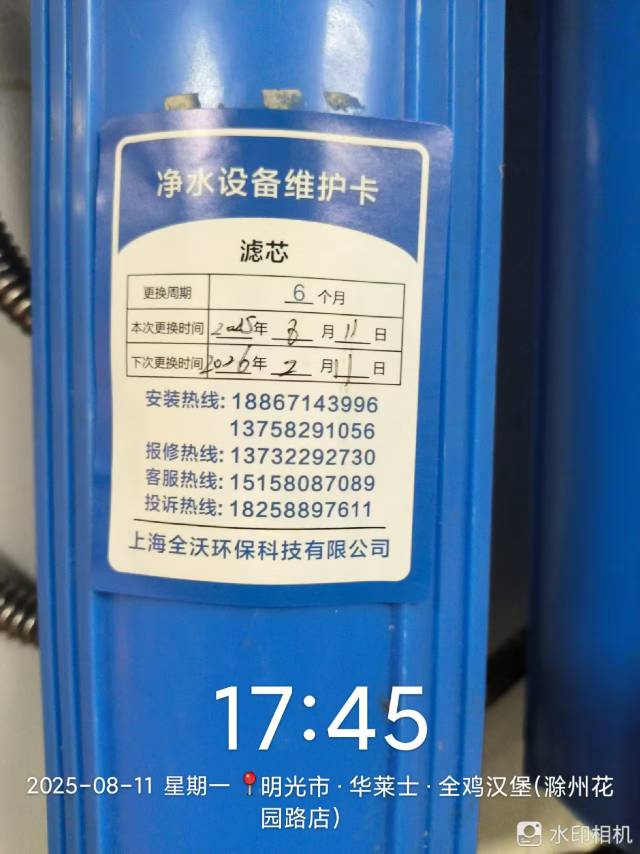 净水设备维护卡
滤芯
更换周期 6 个月
本次更换时间 2025年 8 月 11 日
下次更换时间 2026年 2 月 11 日
安装热线: 18867143996
13758291056
报修热线: 13732292730
客服热线: 15158087089
投诉热线: 18258897611
上海全沃环保科技有限公司
17:45
2025-08-11 星期一 📍明光市·华莱士·全鸡汉堡(滁州花
园路店)
水印相机